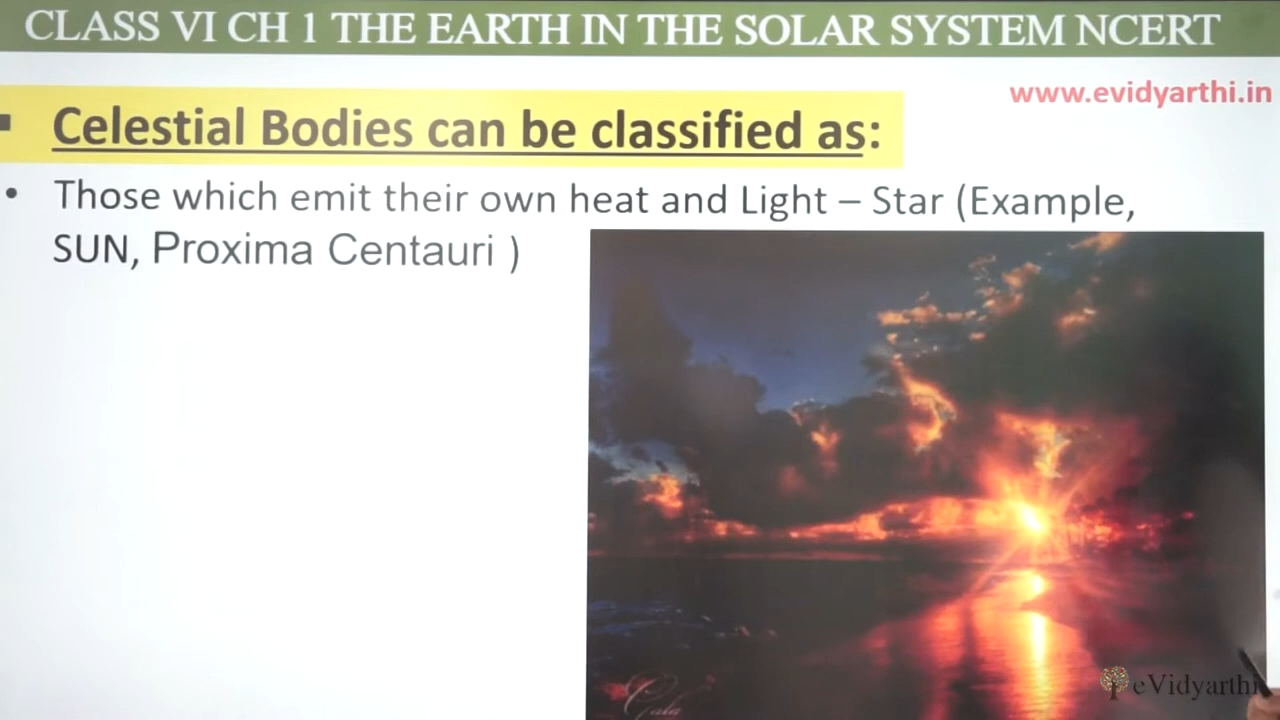 CLASS VI CH 1 THE EARTH IN THE SOLAR SYSTEM NCERT
www.evidyarthi.in
▪ Celestial Bodies can be classified as:
• Those which emit their own heat and Light – Star (Example,
SUN, Proxima Centauri )
Gala
eVidyarthi